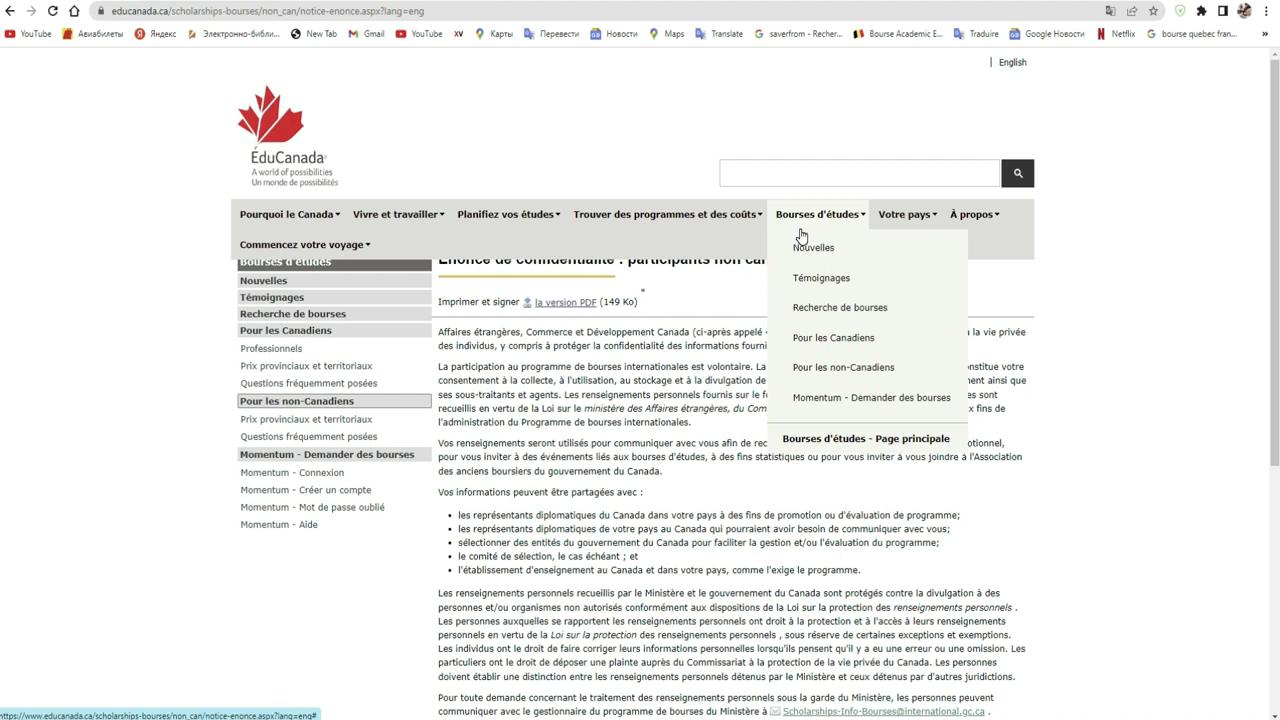 educanada.ca/scholarships-bourses/non_can/notice-enonce.aspx?lang=eng
YouTube Авиабилеты Яндекс Электронно-библи... New Tab Gmail YouTube XV Карты Перевести Новости Maps Translate saverfrom - Recher... Bourse Academic E... Traduire Google Новости Netflix bourse quebec fran... »
English
ÉduCanada
A world of possibilities
Un monde de possibilités
Pourquoi le Canada Vivre et travailler Planifiez vos études Trouver des programmes et des coûts Bourses d'études Votre pays À propos
Commencez votre voyage
Nouvelles
Témoignages
Recherche de bourses
Pour les Canadiens
Pour les non-Canadiens
Momentum - Demander des bourses
Bourses d'études - Page principale
Bourses d'études
Nouvelles
Témoignages
Recherche de bourses
Pour les Canadiens
Professionnels
Prix provinciaux et territoriaux
Questions fréquemment posées
Pour les non-Canadiens
Prix provinciaux et territoriaux
Questions fréquemment posées
Momentum - Demander des bourses
Momentum - Connexion
Momentum - Créer un compte
Momentum - Mot de passe oublié
Momentum - Aide
Énoncé de confidentialité : participants non can
Imprimer et signer la version PDF (149 Ko)
Affaires étrangères, Commerce et Développement Canada (ci-après appelé « à la vie privée
des individus, y compris à protéger la confidentialité des informations fourni
La participation au programme de bourses internationales est volontaire. La constitue votre
consentement à la collecte, à l'utilisation, au stockage et à la divulgation de ment ainsi que
ses sous-traitants et agents. Les renseignements personnels fournis sur le fo ns sont
recueillis en vertu de la Loi sur le ministère des Affaires étrangères, du Com x fins de
l'administration du Programme de bourses internationales.
Vos renseignements seront utilisés pour communiquer avec vous afin de rec otionnel,
pour vous inviter à des événements liés aux bourses d'études, à des fins statistiques ou pour vous inviter à vous joindre à l'Association
des anciens boursiers du gouvernement du Canada.
Vos informations peuvent être partagées avec :
• les représentants diplomatiques du Canada dans votre pays à des fins de promotion ou d'évaluation de programme;
• les représentants diplomatiques de votre pays au Canada qui pourraient avoir besoin de communiquer avec vous;
• sélectionner des entités du gouvernement du Canada pour faciliter la gestion et/ou l'évaluation du programme;
• le comité de sélection, le cas échéant ; et
• l'établissement d'enseignement au Canada et dans votre pays, comme l'exige le programme.
Les renseignements personnels recueillis par le Ministère et le gouvernement du Canada sont protégés contre la divulgation à des
personnes et/ou organismes non autorisés conformément aux dispositions de la Loi sur la protection des renseignements personnels .
Les personnes auxquelles se rapportent les renseignements personnels ont droit à la protection et à l'accès à leurs renseignements
personnels en vertu de la Loi sur la protection des renseignements personnels , sous réserve de certaines exceptions et exemptions.
Les individus ont le droit de faire corriger leurs informations personnelles lorsqu'ils pensent qu'il y a eu une erreur ou une omission. Les
particuliers ont le droit de déposer une plainte auprès du Commissariat à la protection de la vie privée du Canada. Les personnes
doivent établir une distinction entre les renseignements personnels détenus par le Ministère et ceux détenus par d'autres juridictions.
Pour toute demande concernant le traitement des renseignements personnels sous la garde du Ministère, les personnes peuvent
communiquer avec le gestionnaire du programme de bourses du Ministère à Scholarships-Info-Bourses@international.gc.ca .
https://www.educanada.ca/scholarships-bourses/non_can/notice-enonce.aspx?lang=eng#